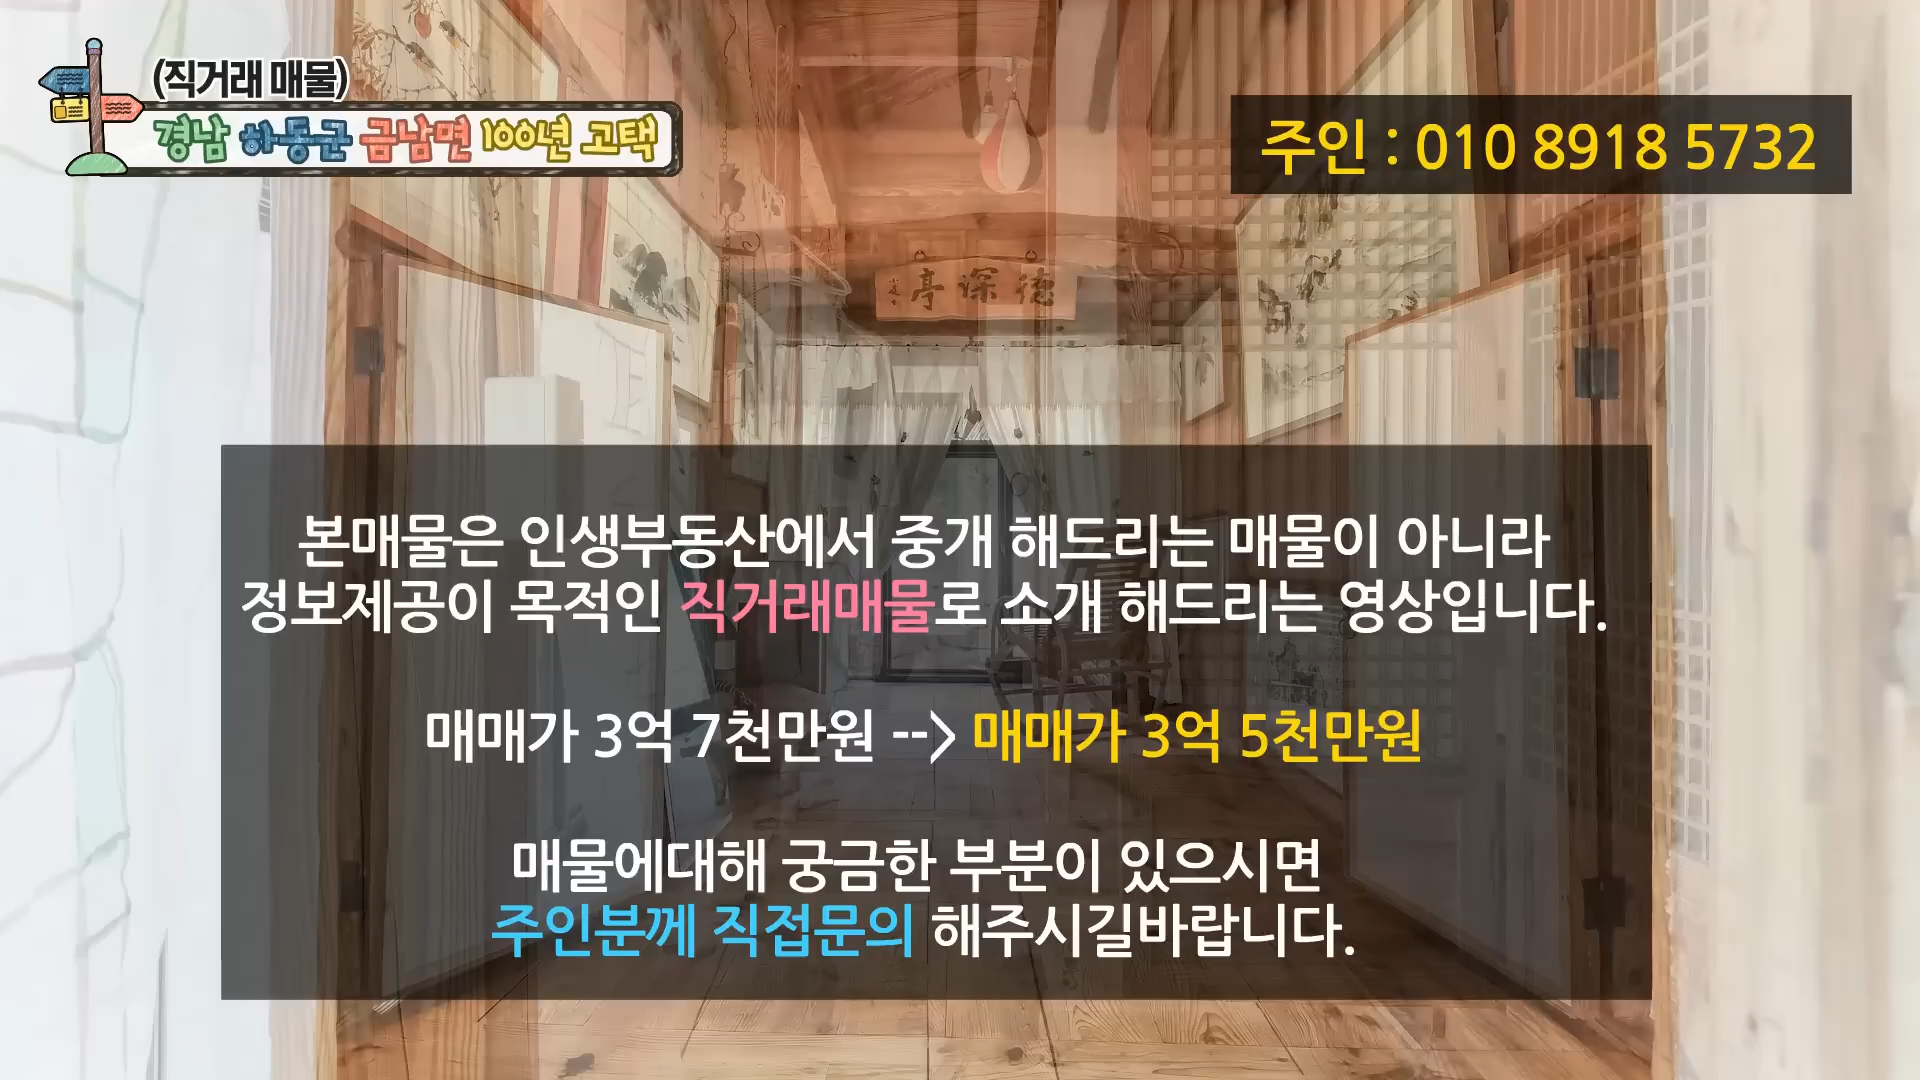 (직거래 매물)
경남 하동군 금남면 100년 고택
주인 : 010 8918 5732
亭深德
본매물은 인생부동산에서 중개 해드리는 매물이 아니라
정보제공이 목적인 직거래매물로 소개 해드리는 영상입니다.
매매가 3억 7천만원 --> 매매가 3억 5천만원
매물에대해 궁금한 부분이 있으시면
주인분께 직접문의 해주시길바랍니다.